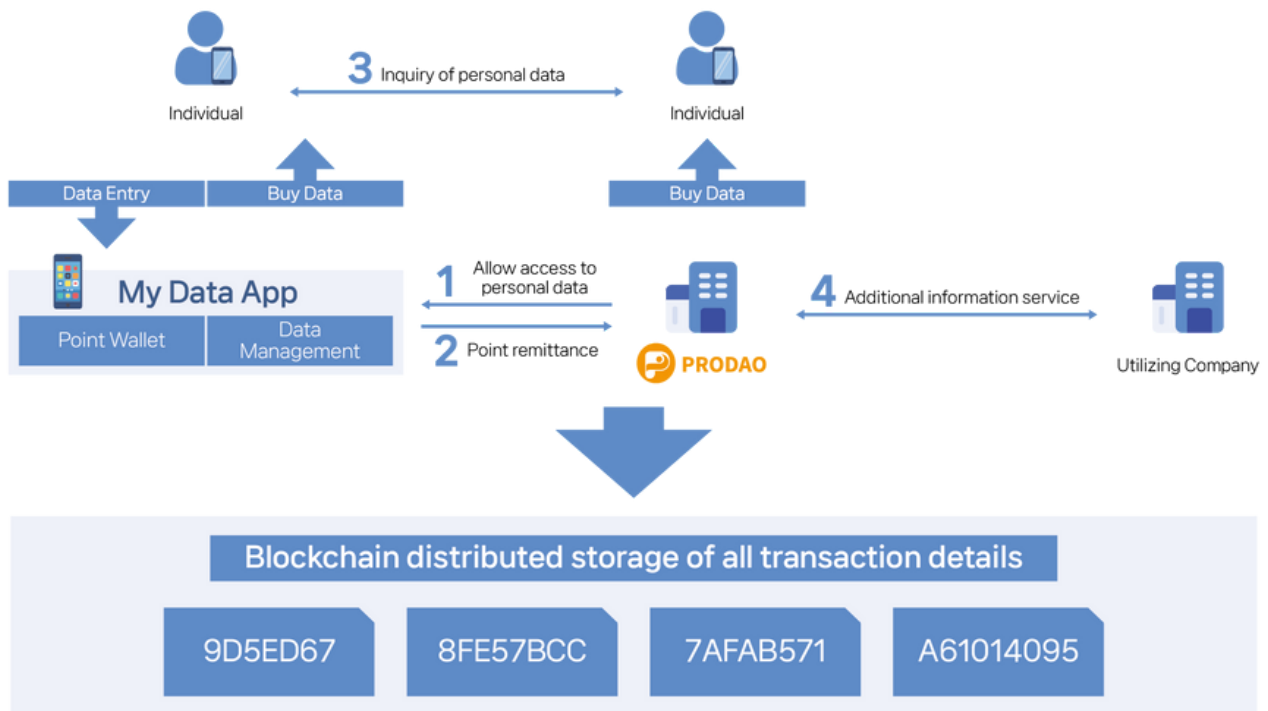 3 Inquiry of personal data
Individual
Individual
Data Entry
Buy Data
Buy Data
My Data App
Point Wallet
Data
Management
1 Allow access to
personal data
2 Point remittance
PRODAO
4 Additional information service
Utilizing Company
Blockchain distributed storage of all transaction details
9D5ED67
8FE57BCC
7AFAB571
A61014095